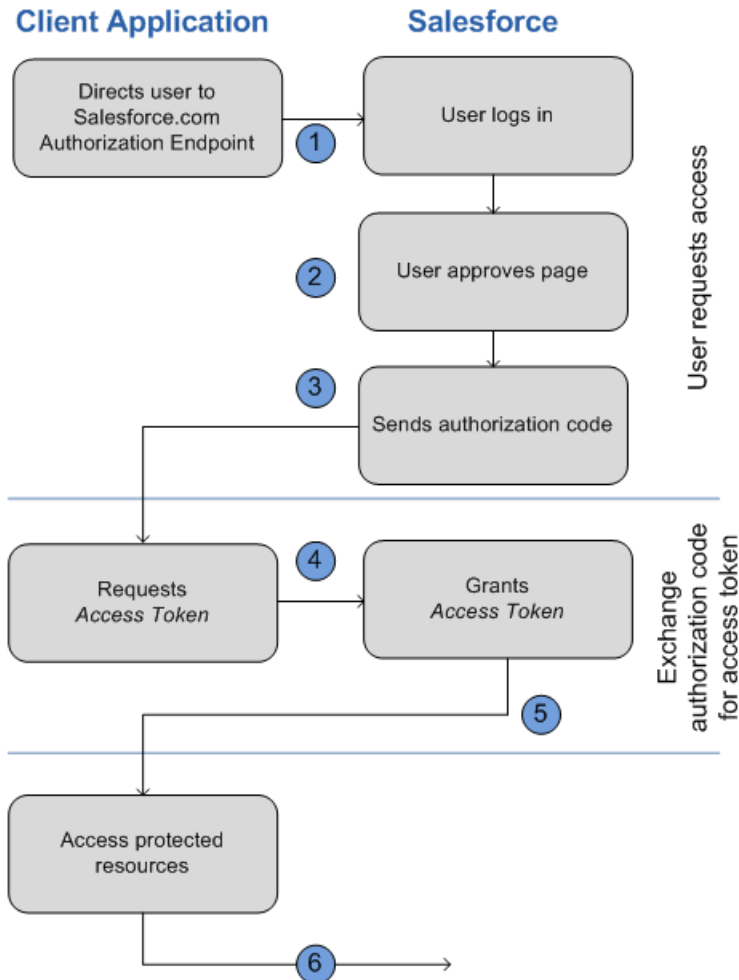 Client Application
Salesforce
Directs user to
Salesforce.com
Authorization Endpoint
1
User logs in
2
User approves page
User requests access
3
Sends authorization code
Requests
Access Token
4
Grants
Access Token
Exchange
authorization code
for access token
5
Access protected
resources
6